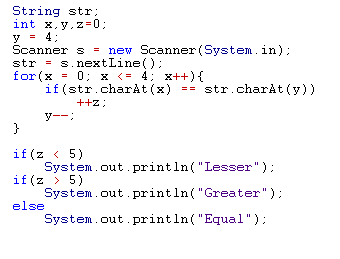 String str;
int x,y,z=0;
y = 4;
Scanner s = new Scanner(System.in);
str = s.nextLine();
for(x = 0; x <= 4; x++){
    if(str.charAt(x) == str.charAt(y))
        ++z;
    y--;
}

if(z < 5)
    System.out.println("Lesser");
if(z > 5)
    System.out.println("Greater");
else
    System.out.println("Equal");